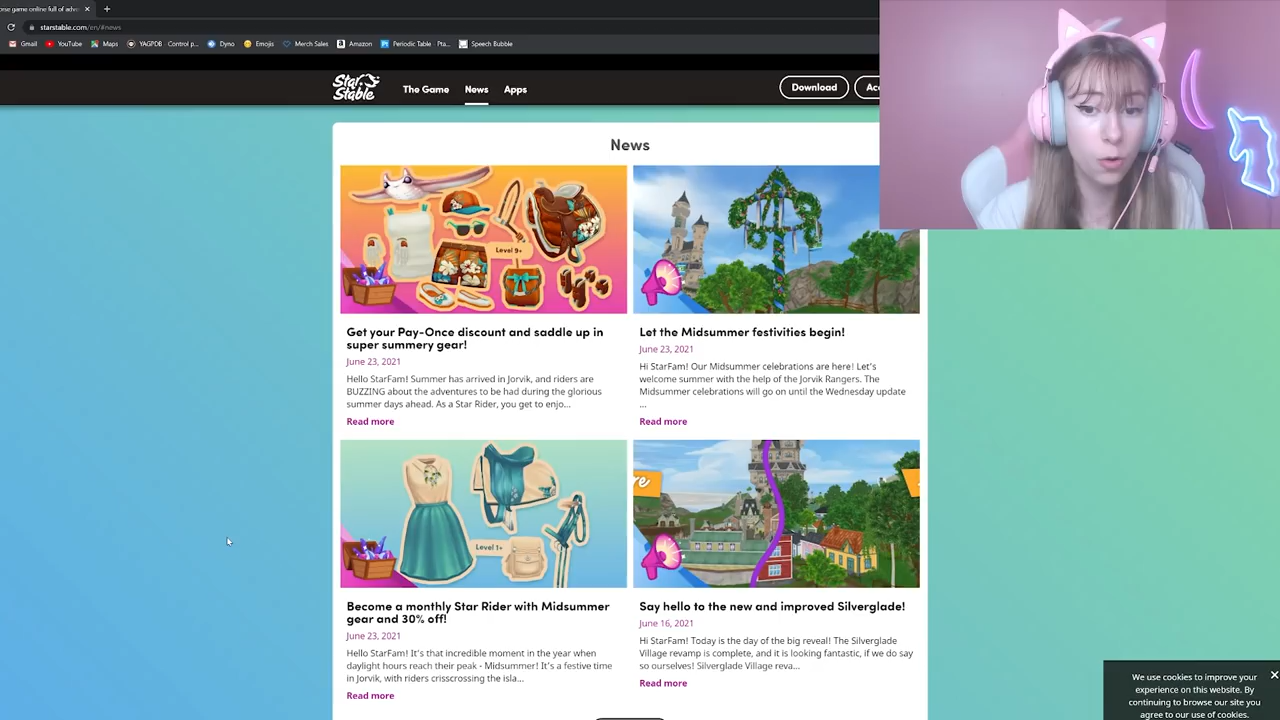 starstable.com/en/#news
Gmail
YouTube
Maps
YAGPDB - Control p...
Dyno
Emojis
Merch Sales
Amazon
Periodic Table - Pta...
Speech Bubble
Star Stable
The Game
News
Apps
Download
News
Level 9+
Get your Pay-Once discount and saddle up in
super summery gear!
June 23, 2021
Hello StarFam! Summer has arrived in Jorvik, and riders are
BUZZING about the adventures to be had during the glorious
summer days ahead. As a Star Rider, you get to enjo...
Read more
Let the Midsummer festivities begin!
June 23, 2021
Hi StarFam! Our Midsummer celebrations are here! Let's
welcome summer with the help of the Jorvik Rangers. The
Midsummer celebrations will go on until the Wednesday update
...
Read more
Level 1+
Become a monthly Star Rider with Midsummer
gear and 30% off!
June 23, 2021
Hello StarFam! It's that incredible moment in the year when
daylight hours reach their peak - Midsummer! It's a festive time
in Jorvik, with riders crisscrossing the isla...
Read more
Say hello to the new and improved Silverglade!
June 16, 2021
Hi StarFam! Today is the day of the big reveal! The Silverglade
Village revamp is complete, and it is looking fantastic, if we do say
so ourselves! Silverglade Village reva...
Read more
We use cookies to improve your
experience on this website. By
continuing to browse our site you
agree to our use of cookies.